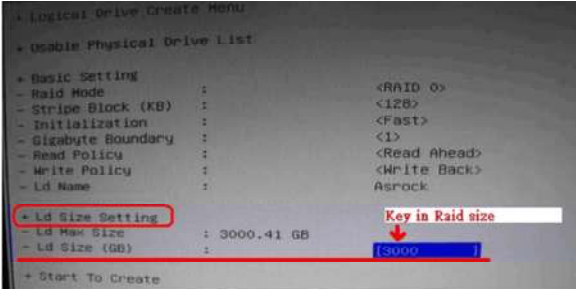 + Logical Drive Create Menu
+ Usable Physical Drive List
+ Basic Setting
- Raid Mode : <RAID 0>
- Stripe Block (KB) : <128>
- Initialization : <Fast>
- Gigabyte Boundary : <1>
- Read Policy : <Read Ahead>
- Write Policy : <Write Back>
- Ld Name : Asrock
+ Ld Size Setting Key in Raid size
- Ld Max Size : 3000.41 GB
- Ld Size (GB) : [3000 ]
+ Start To Create